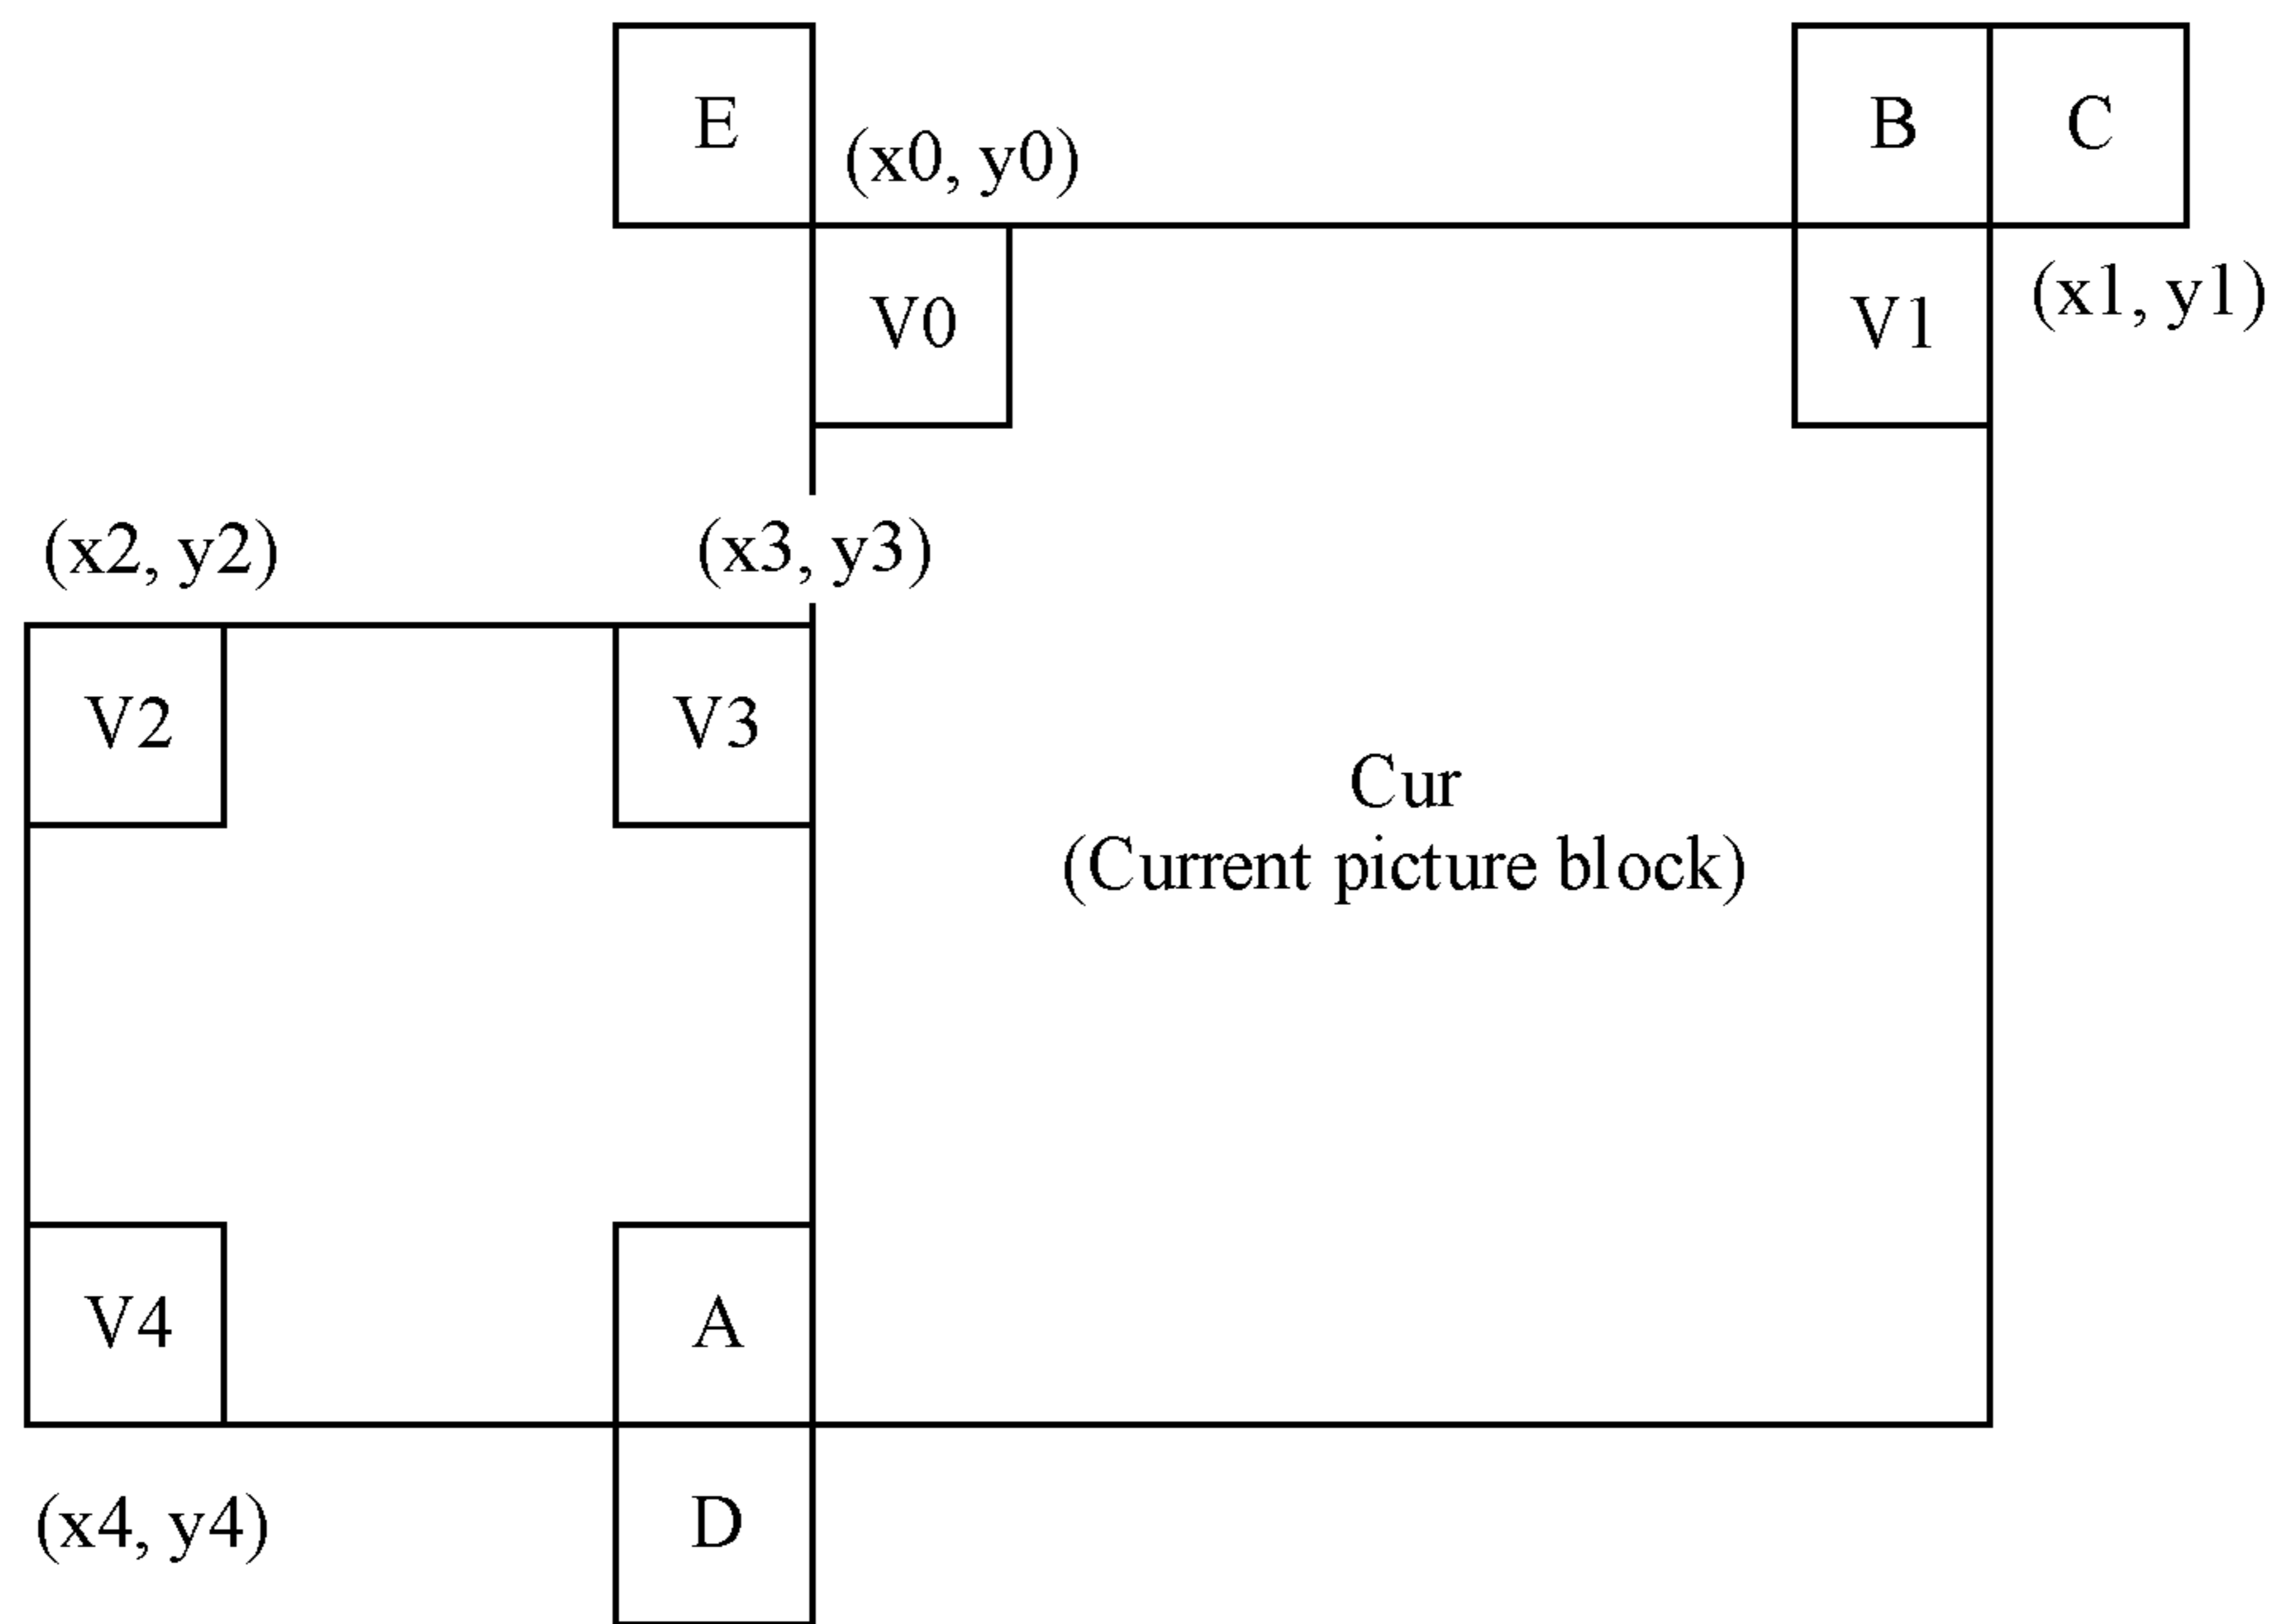 E
B
C
(x0, y0)
V0
V1
(x1, y1)
(x2, y2)
(x3, y3)
V2
V3
Cur
(Current picture block)
V4
A
(x4, y4)
D